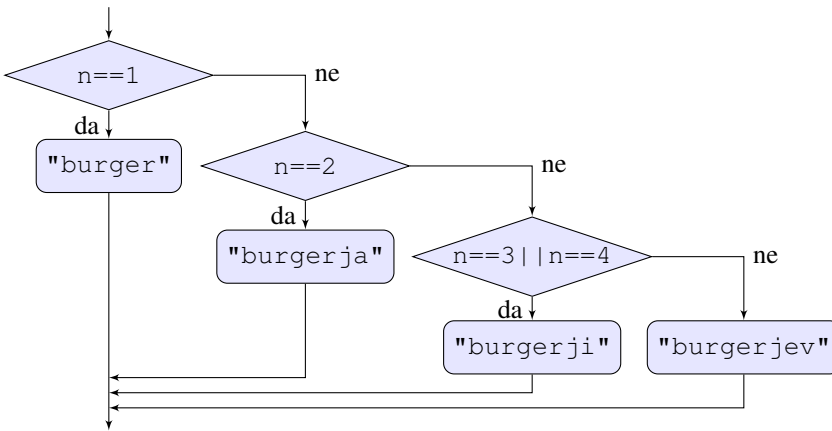 n==1
ne
da
"burger"
n==2
ne
da
"burgerja"
n==3||n==4
ne
da
"burgerji"
"burgerjev"